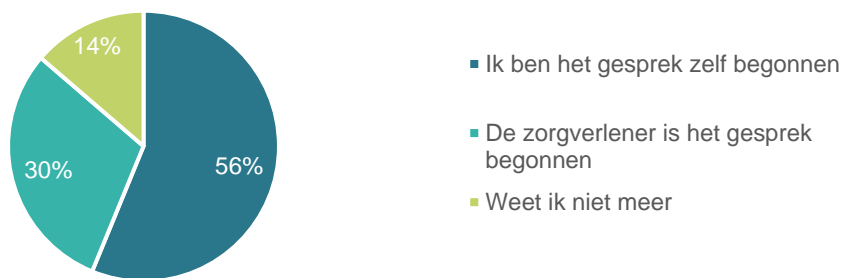 14%
30%
56%
Ik ben het gesprek zelf begonnen
De zorgverlener is het gesprek
begonnen
Weet ik niet meer